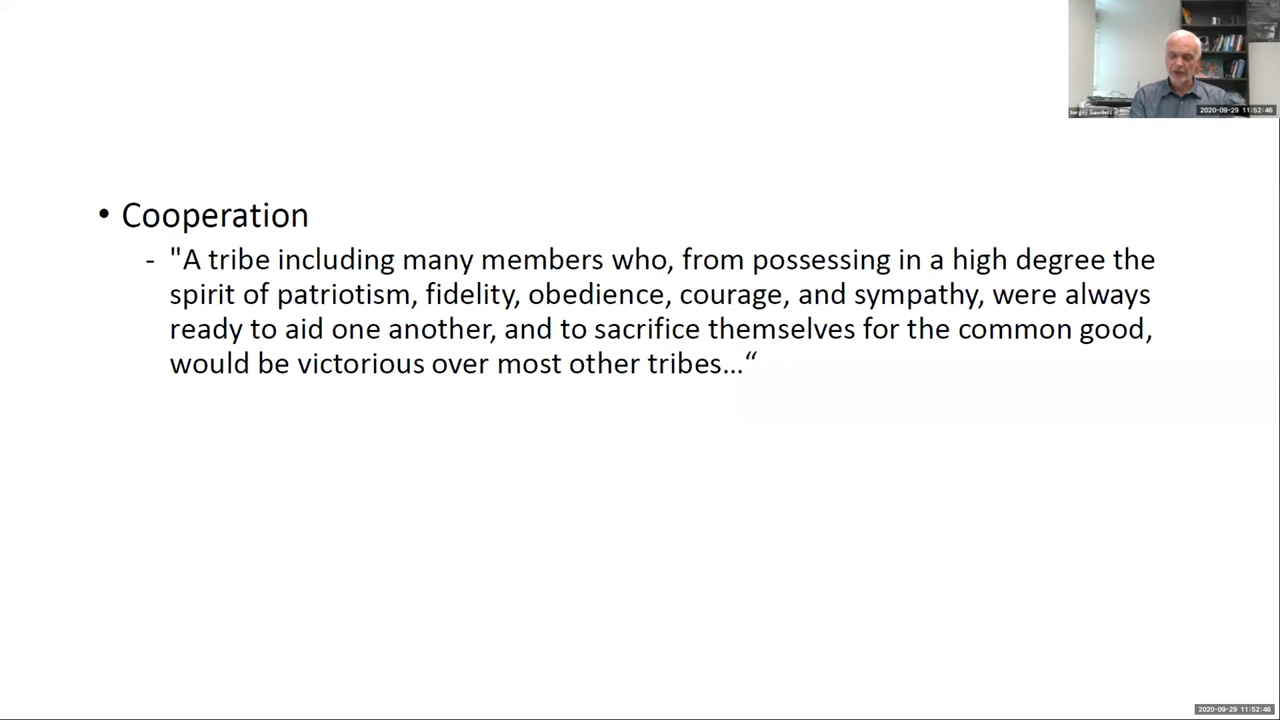 Sergey Gavrilets
2020-09-29 11:52:46
• Cooperation
- "A tribe including many members who, from possessing in a high degree the
spirit of patriotism, fidelity, obedience, courage, and sympathy, were always
ready to aid one another, and to sacrifice themselves for the common good,
would be victorious over most other tribes…“
2020-09-29 11:52:46